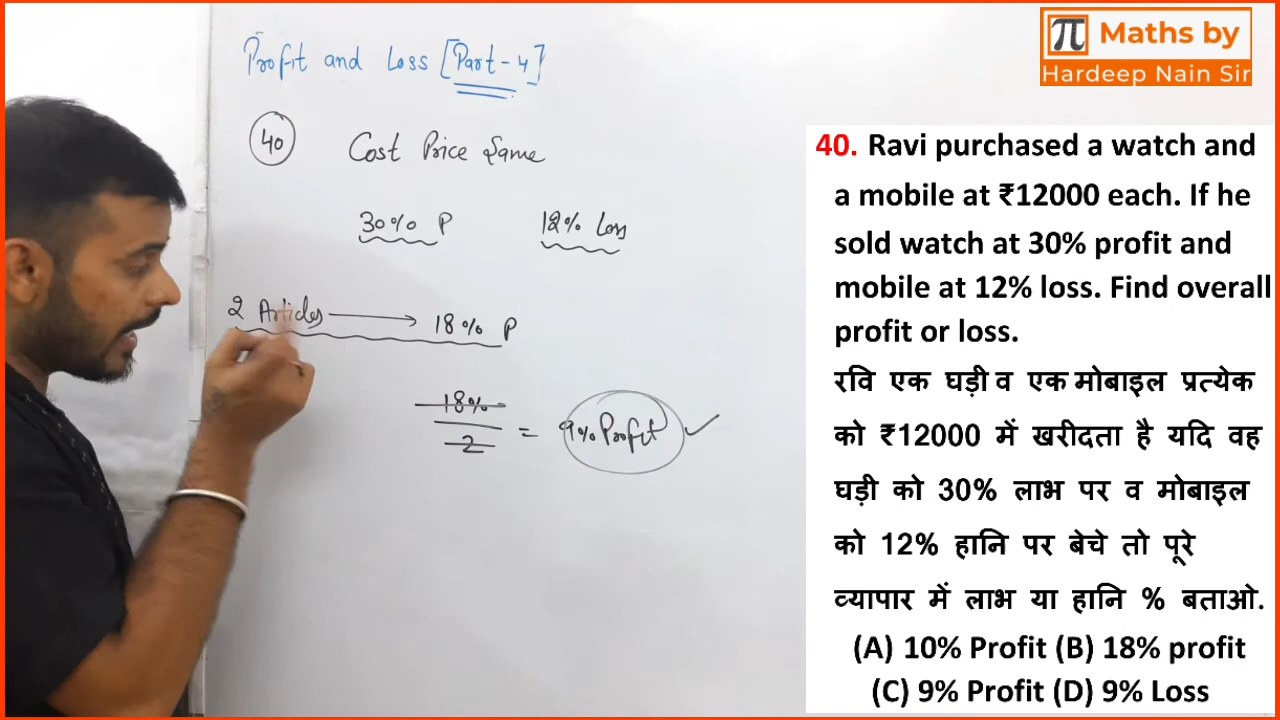 Profit and Loss [Part-4]
40 Cost Price Same
30% P 12% Loss
2 Articles → 18% P
18%
2
= 9% Profit ✓
π Maths by
Hardeep Nain Sir
40. Ravi purchased a watch and
a mobile at ₹12000 each. If he
sold watch at 30% profit and
mobile at 12% loss. Find overall
profit or loss.
रवि एक घड़ी व एक मोबाइल प्रत्येक
को ₹12000 में खरीदता है यदि वह
घड़ी को 30% लाभ पर व मोबाइल
को 12% हानि पर बेचे तो पूरे
व्यापार में लाभ या हानि % बताओ.
(A) 10% Profit (B) 18% profit
(C) 9% Profit (D) 9% Loss